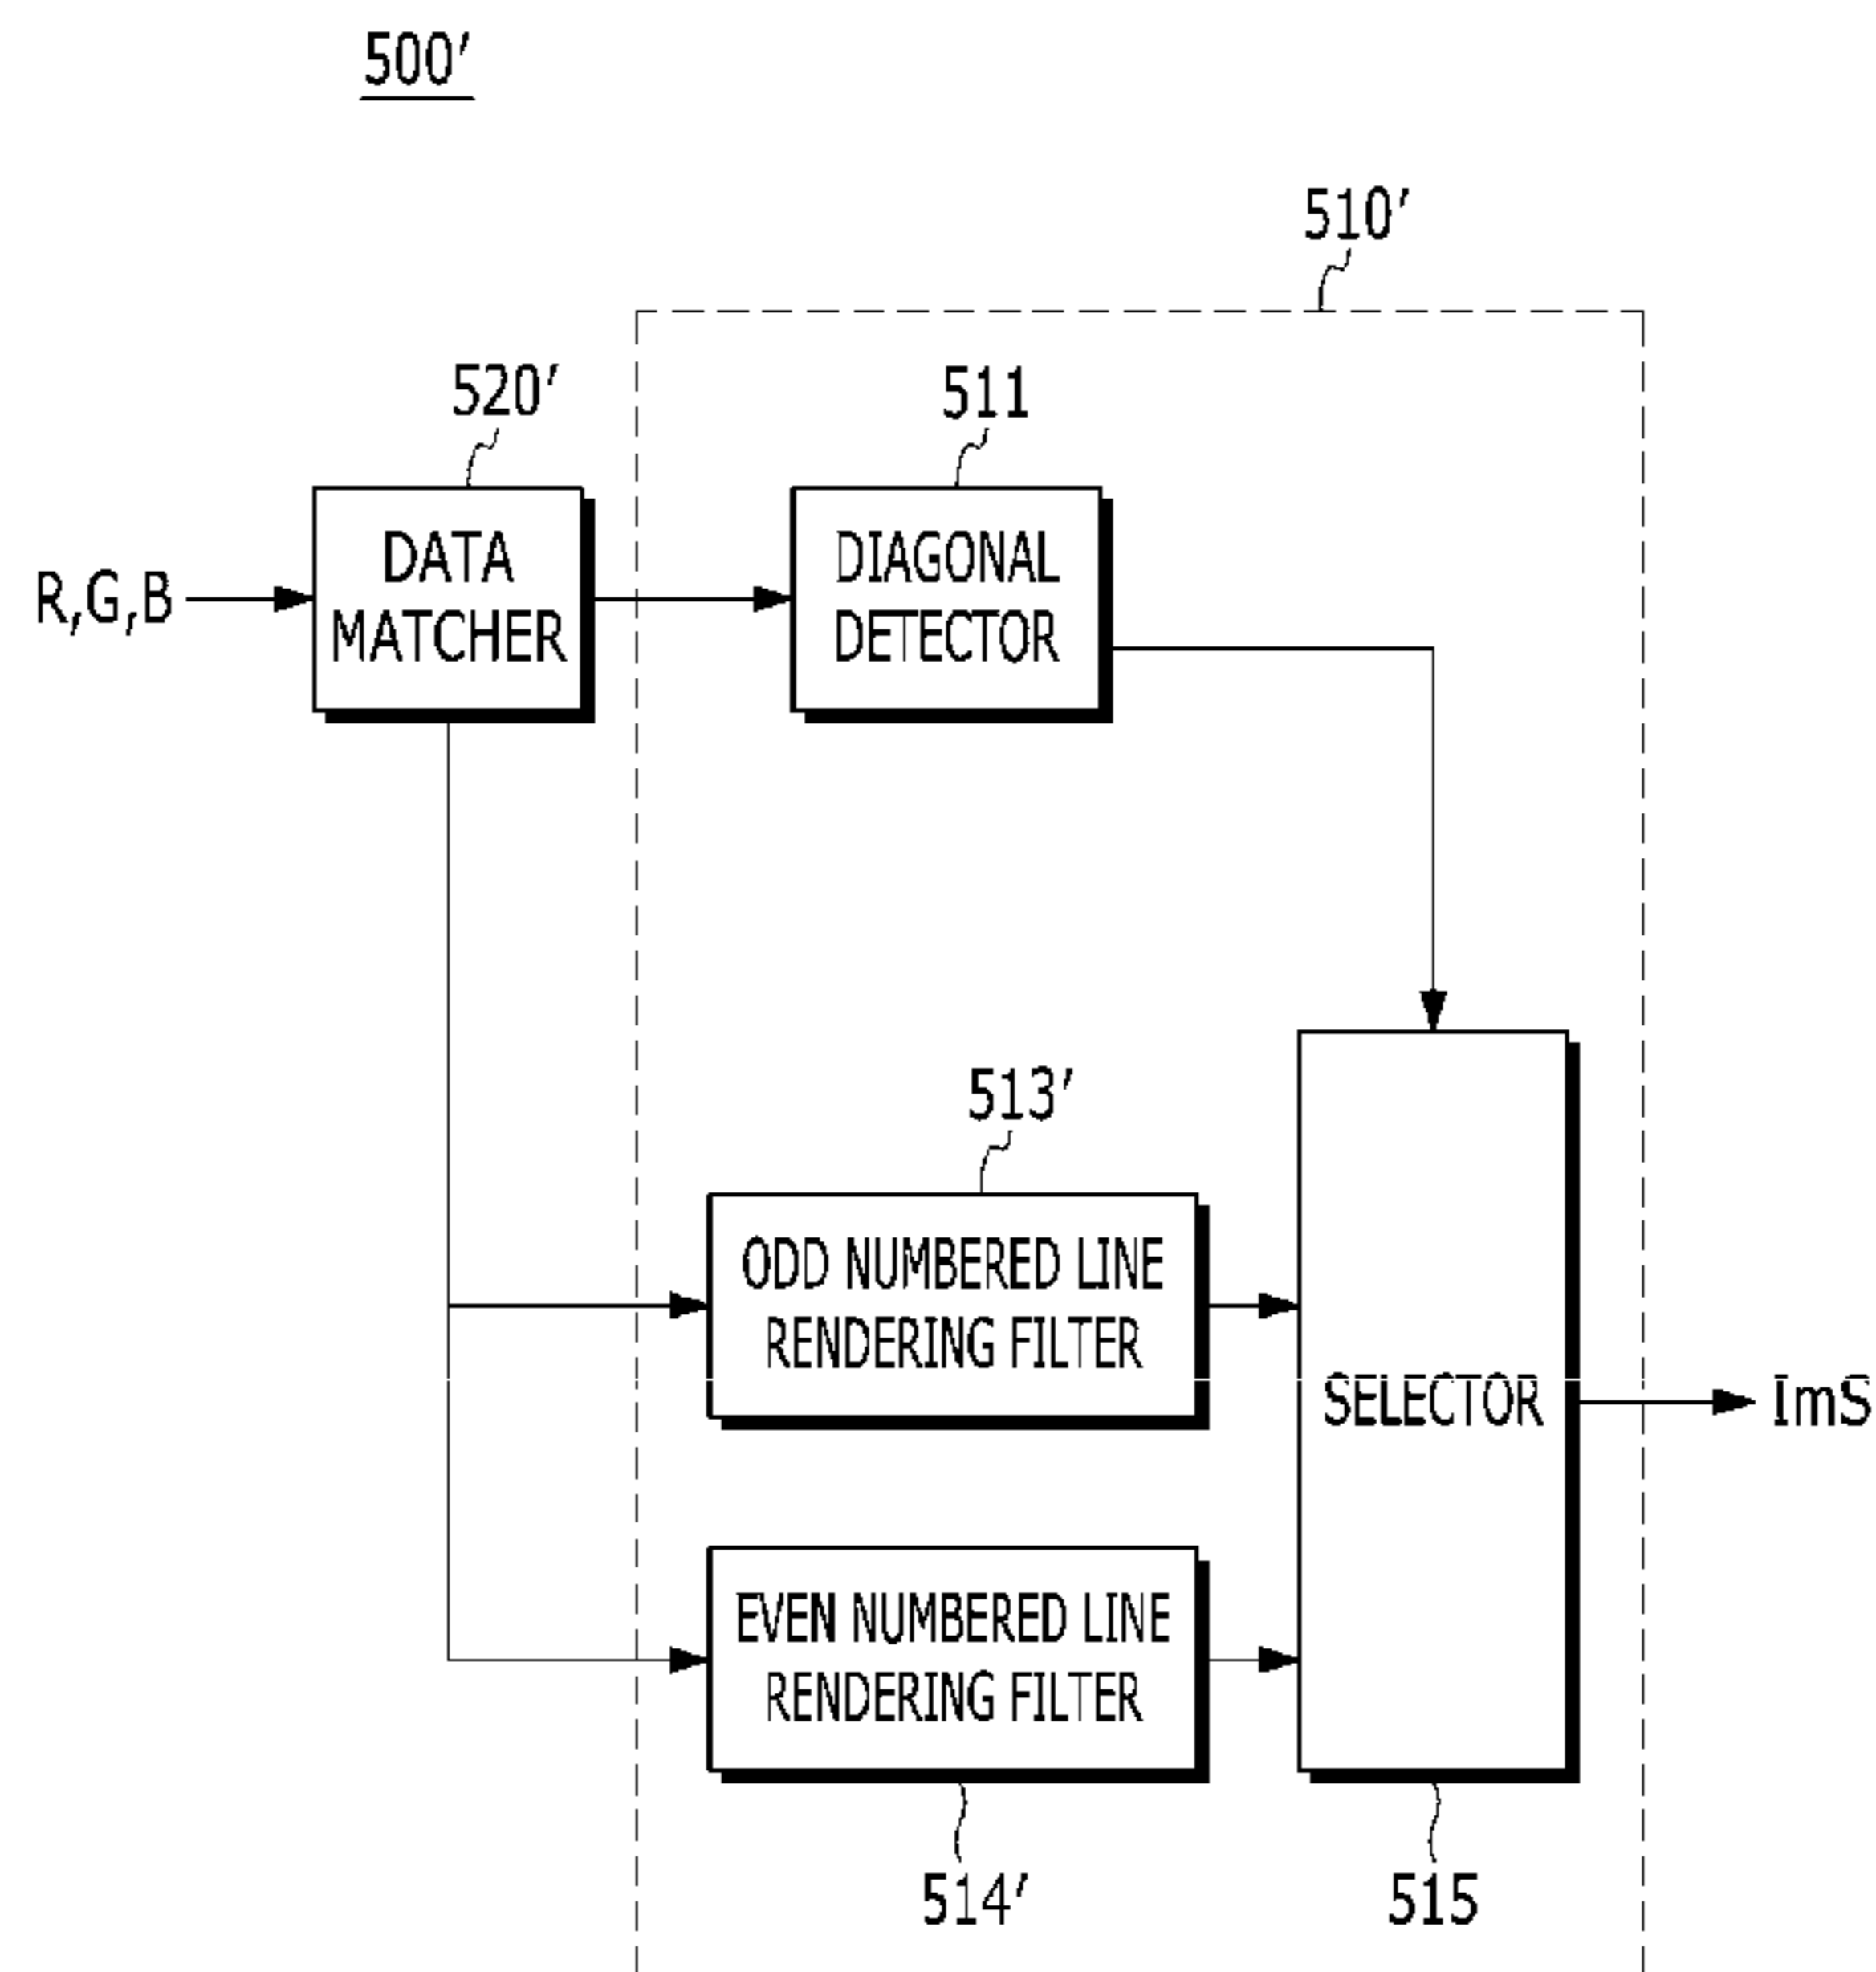 500′
510′
520′
511
R,G,B
DATA
MATCHER
DIAGONAL
DETECTOR
513′
ODD NUMBERED LINE
RENDERING FILTER
SELECTOR
ImS
EVEN NUMBERED LINE
RENDERING FILTER
514′
515